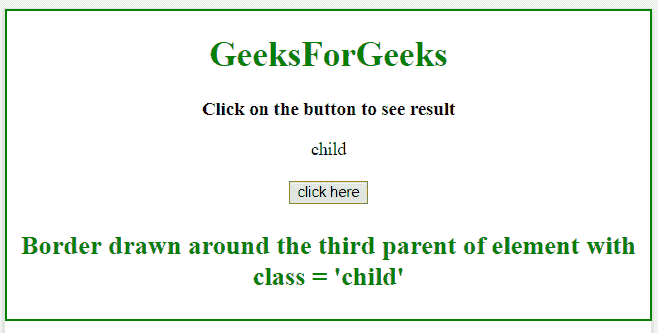 GeeksForGeeks
Click on the button to see result
child
click here
Border drawn around the third parent of element with
class = 'child'